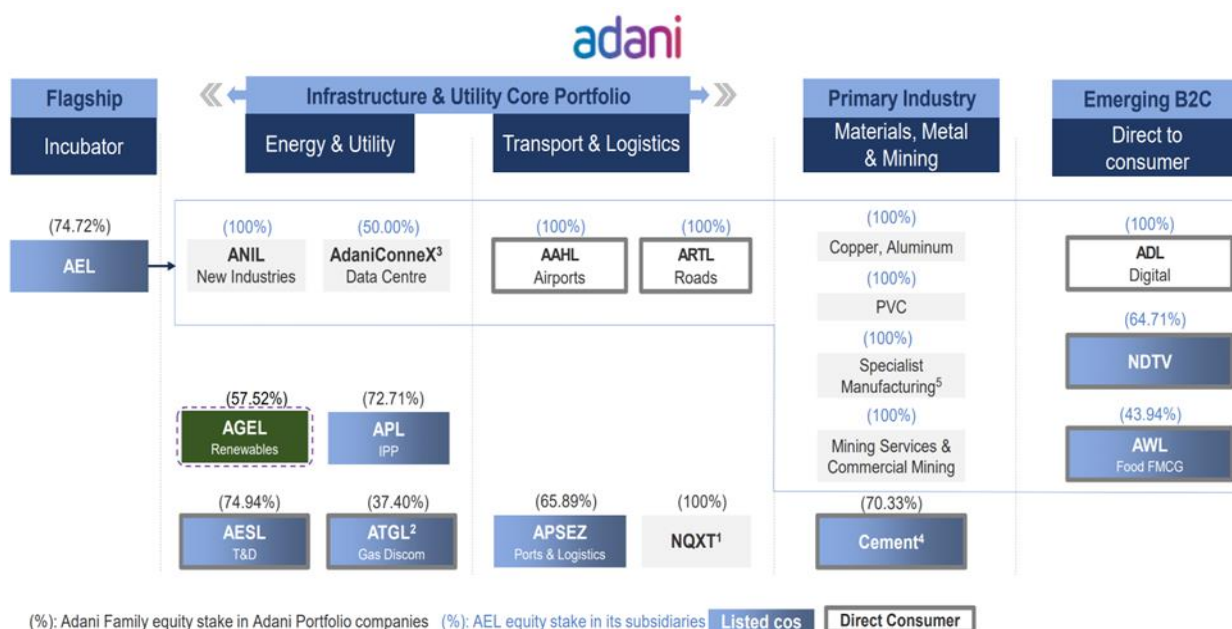 adani
Flagship
Incubator
Infrastructure & Utility Core Portfolio
Energy & Utility
Transport & Logistics
Primary Industry
Materials, Metal
& Mining
Emerging B2C
Direct to
consumer
(74.72%)
AEL
(100%)
ANIL
New Industries
(50.00%)
AdaniConneX³
Data Centre
(100%)
AAHL
Airports
(100%)
ARTL
Roads
(100%)
Copper, Aluminum
(100%)
PVC
(100%)
Specialist
Manufacturing⁵
(100%)
Mining Services &
Commercial Mining
(100%)
ADL
Digital
(64.71%)
NDTV
(43.94%)
AWL
Food FMCG
(57.52%)
AGEL
Renewables
(72.71%)
APL
IPP
(74.94%)
AESL
T&D
(37.40%)
ATGL²
Gas Discom
(65.89%)
APSEZ
Ports & Logistics
(100%)
NQXT¹
(70.33%)
Cement⁴
(%): Adani Family equity stake in Adani Portfolio companies (%): AEL equity stake in its subsidiaries Listed cos Direct Consumer